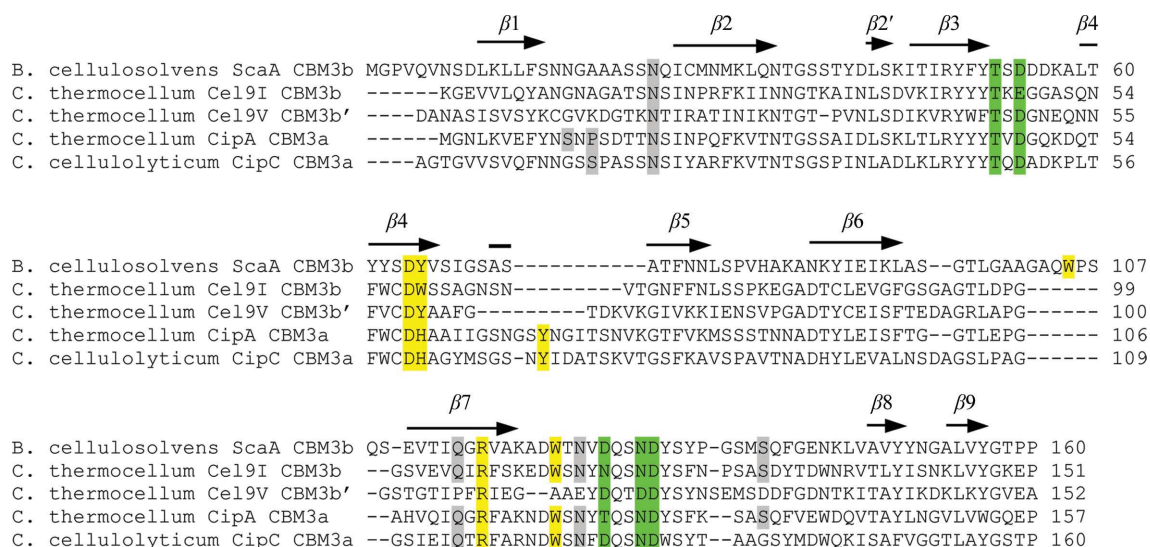 β1 β2 β2' β3 β4
B. cellulosolvens ScaA CBM3b MGPVQVNSDLKLLFSNNGAAASSNQICMNMKLQNTGSSTYDLSKITIRYFYTSDDDKALT 60
C. thermocellum Cel9I CBM3b ------KGEVVLQYANGNAGATSNSINPRFKIINNGTKAINLSDVKIRYYYTKEGGASQN 54
C. thermocellum Cel9V CBM3b' ----DANASISVSYKCGVKDGTKNTIRATINIKNTGT-PVNLSDIKVRYWFTSDGNEQNN 55
C. thermocellum CipA CBM3a ------MGNLKVEFYNSNPSDTTNSINPQFKVTNTGSSAIDLSKLTLRYYYTVDGQKDQT 54
C. cellulolyticum CipC CBM3a ----AGTGVVSVQFNNGSSPASSNSIYARFKVTNTSGSPINLADLKLRYYYTQDADKPLT 56
β4 β5 β6
B. cellulosolvens ScaA CBM3b YYSDYVSIGSAS-----------ATFNNLSPVHAKANKYIEIKLAS--GTLGAAGAQWPS 107
C. thermocellum Cel9I CBM3b FWCDWSSAGNSN-----------VTGNFFNLSSPKEGADTCLEVGFGSGAGTLDPG------ 99
C. thermocellum Cel9V CBM3b' FVCDYAAFG---------TDKVKGIVKKIENSVPGADTYCEISFTEDAGRLAPG------ 100
C. thermocellum CipA CBM3a FWCDHAAIIGSNGSYNGITSNVKGTFVKMSSSTNNADTYLEISFTG--GTLEPG------ 106
C. cellulolyticum CipC CBM3a FWCDHAGYMSGS-NYIDATSKVTGSFKAVSPAVTNADHYLEVALNSDAGSLPAG------ 109
β7 β8 β9
B. cellulosolvens ScaA CBM3b QS-EVTIQGRVAKADWTNVDQSNDYSYP-GSMSQFGENKLVAVYYNGALVYGTPP 160
C. thermocellum Cel9I CBM3b --GSVEVQIRFSKEDWSNYNQSNDYSFN-PSASDYTDWNRVTLYISNKLVYGKEP 151
C. thermocellum Cel9V CBM3b' --GSTGTIPFRIEG--AAEYDQTDDYSYNSEMSDDFGDNTKITAYIKDKLKYGVEA 152
C. thermocellum CipA CBM3a --AHVQIQGRFAKNDWSNYTQSNDYSFK--SASQFVEWDQVTAYLNGVLVWGQEP 157
C. cellulolyticum CipC CBM3a --GSIEIQTRFARNDWSNFDQSNDWSYT--AAGSYMDWQKISAFVGGTLAYGSTP 160